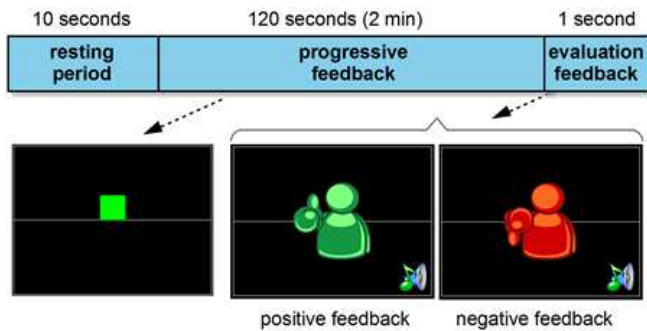 10 seconds
120 seconds (2 min)
1 second
resting
period
progressive
feedback
evaluation
feedback
positive feedback
negative feedback